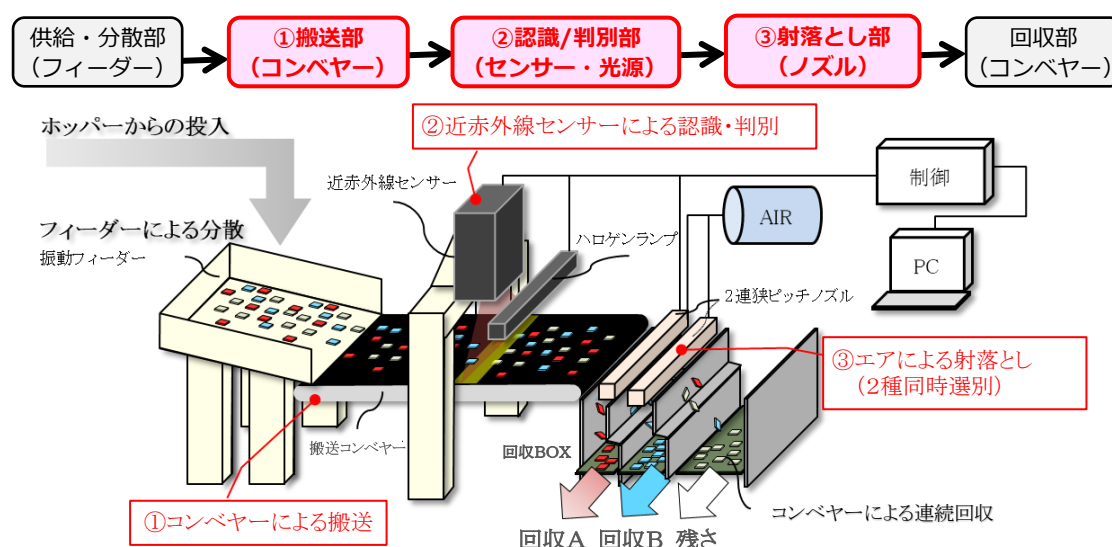 供給・分散部
（フィーダー）
①搬送部
（コンベヤー）
②認識/判別部
（センサー・光源）
③射落とし部
（ノズル）
回収部
（コンベヤー）
ホッパーからの投入
②近赤外線センサーによる認識・判別
近赤外線センサー
制御
AIR
フィーダーによる分散
振動フィーダー
ハロゲンランプ
PC
2連狭ピッチノズル
③エアによる射落とし
（2種同時選別）
搬送コンベヤー
回収BOX
①コンベヤーによる搬送
コンベヤーによる連続回収
回収A 回収B 残さ